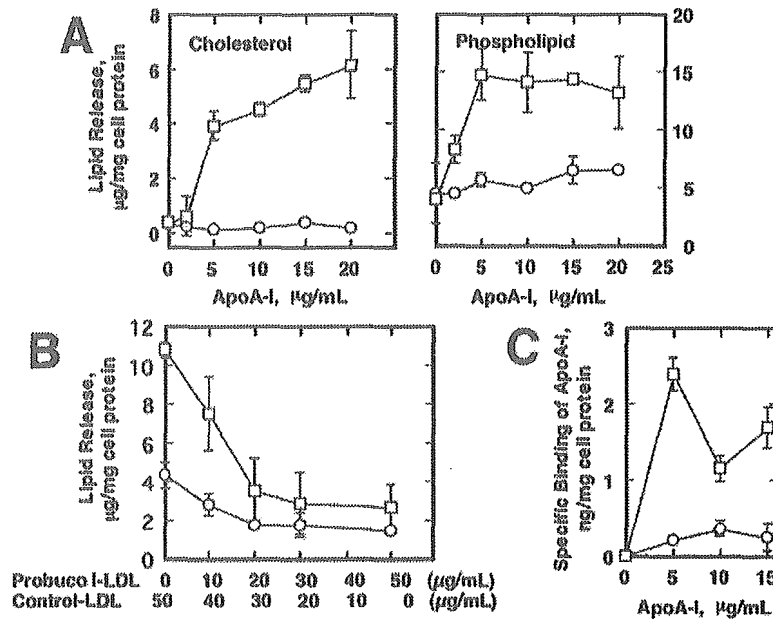 A
Cholesterol
Phospholipid
Lipid Release,
µg/mg cell protein
8
6
4
2
0
20
15
10
5
0
0 5 10 15 20
0 5 10 15 20 25
ApoA-I, µg/mL
ApoA-I, µg/mL
B
Lipid Release,
µg/mg cell protein
12
10
8
6
4
2
0
Probucol-LDL 0 10 20 30 40 50 (µg/mL)
Control-LDL 50 40 30 20 10 0 (µg/mL)
C
Specific Binding of ApoA-I,
ng/mg cell protein
3
2
1
0
0 5 10 15
ApoA-I, µg/mL